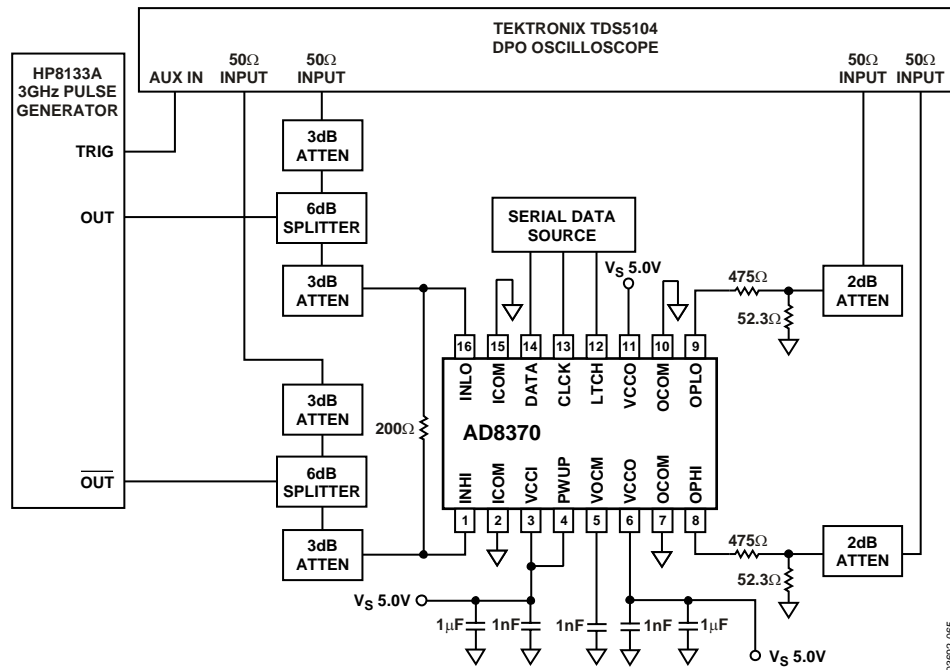 TEKTRONIX TDS5104
DPO OSCILLOSCOPE
AUX IN
50Ω
INPUT
50Ω
INPUT
50Ω
INPUT
50Ω
INPUT
HP8133A
3GHz PULSE
GENERATOR
TRIG
OUT
OUT
3dB
ATTEN
6dB
SPLITTER
3dB
ATTEN
3dB
ATTEN
6dB
SPLITTER
3dB
ATTEN
200Ω
SERIAL DATA
SOURCE
VS 5.0V
475Ω
52.3Ω
2dB
ATTEN
16 15 14 13 12 11 10 9
INLO ICOM DATA CLCK LTCH VCCO OCOM OPLO
AD8370
INHI ICOM VCCI PWUP VOCM VCCO OCOM OPHI
1 2 3 4 5 6 7 8
475Ω
52.3Ω
2dB
ATTEN
VS 5.0V
1µF 1nF 1nF 1nF 1µF
VS 5.0V